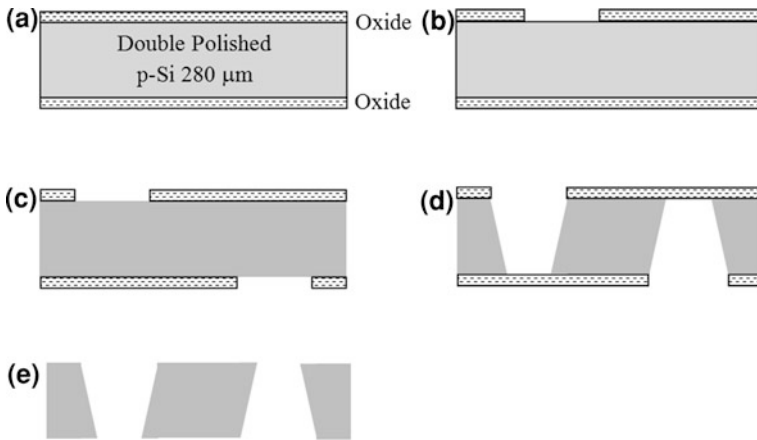 (a)
Oxide
Double Polished
p-Si 280 μm
Oxide
(b)
(c)
(d)
(e)